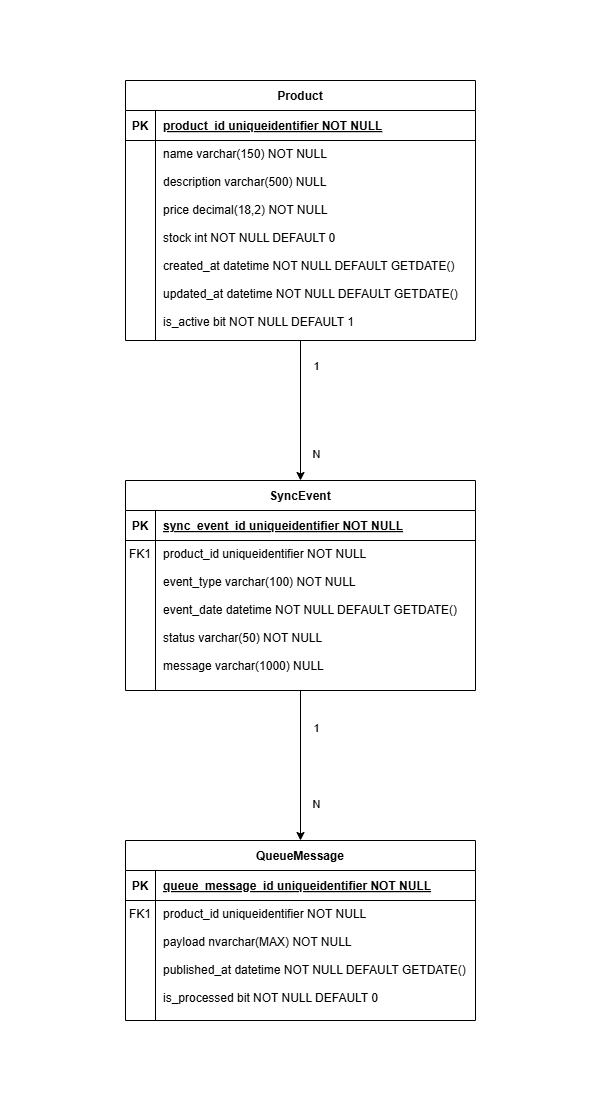 Product
PK product_id uniqueidentifier NOT NULL
name varchar(150) NOT NULL
description varchar(500) NULL
price decimal(18,2) NOT NULL
stock int NOT NULL DEFAULT 0
created_at datetime NOT NULL DEFAULT GETDATE()
updated_at datetime NOT NULL DEFAULT GETDATE()
is_active bit NOT NULL DEFAULT 1
1
N
SyncEvent
PK sync_event_id uniqueidentifier NOT NULL
FK1 product_id uniqueidentifier NOT NULL
event_type varchar(100) NOT NULL
event_date datetime NOT NULL DEFAULT GETDATE()
status varchar(50) NOT NULL
message varchar(1000) NULL
1
N
QueueMessage
PK queue_message_id uniqueidentifier NOT NULL
FK1 product_id uniqueidentifier NOT NULL
payload nvarchar(MAX) NOT NULL
published_at datetime NOT NULL DEFAULT GETDATE()
is_processed bit NOT NULL DEFAULT 0